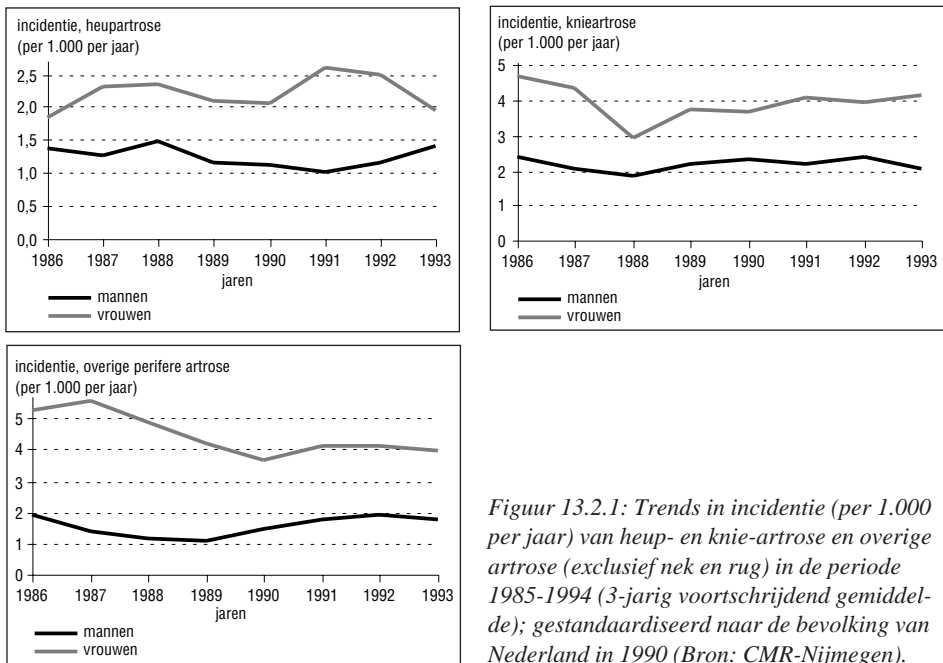 incidentie, heupartrose
(per 1.000 per jaar)
2,5
2,0
1,5
1,0
0,5
0,0
1986 1987 1988 1989 1990 1991 1992 1993
jaren
mannen
vrouwen
incidentie, knieartrose
(per 1.000 per jaar)
5
4
3
2
1
0
1986 1987 1988 1989 1990 1991 1992 1993
jaren
mannen
vrouwen
incidentie, overige perifere artrose
(per 1.000 per jaar)
5
4
3
2
1
0
1986 1987 1988 1989 1990 1991 1992 1993
jaren
mannen
vrouwen
Figuur 13.2.1: Trends in incidentie (per 1.000
per jaar) van heup- en knie-artrose en overige
artrose (exclusief nek en rug) in de periode
1985-1994 (3-jarig voortschrijdend gemiddel-
de); gestandaardiseerd naar de bevolking van
Nederland in 1990 (Bron: CMR-Nijmegen).